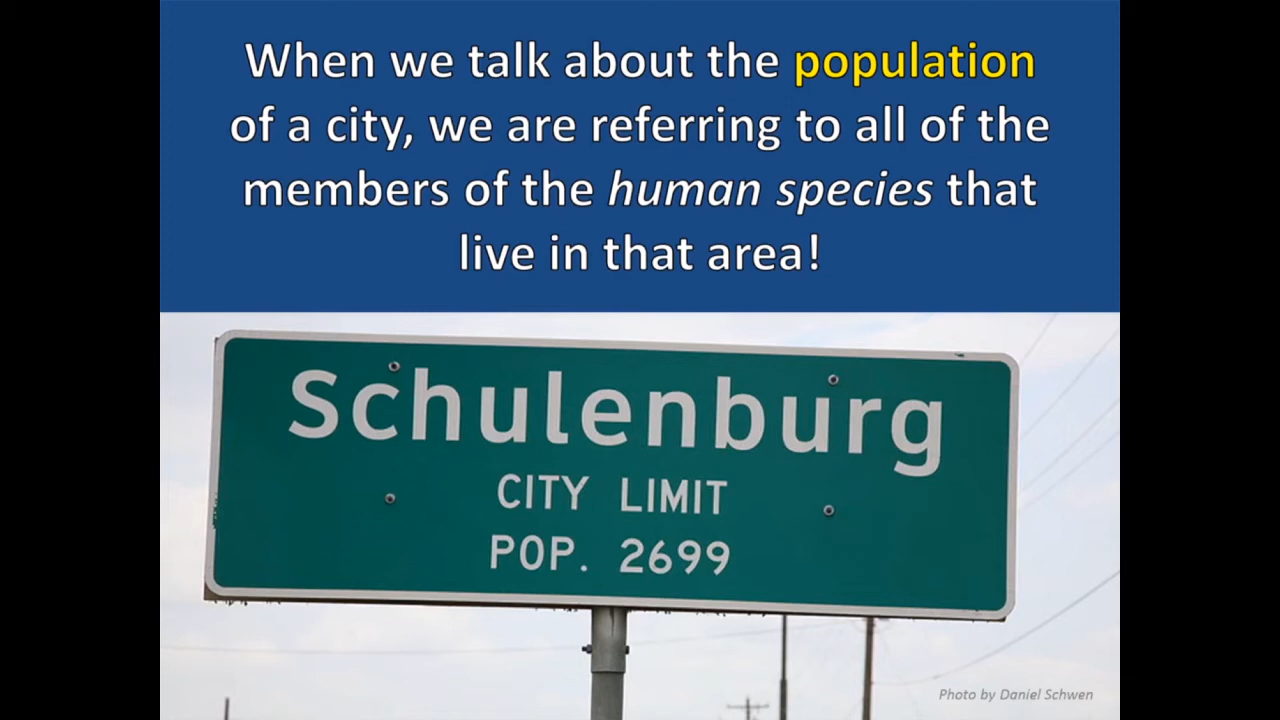 When we talk about the population
of a city, we are referring to all of the
members of the human species that
live in that area!
Schulenburg
CITY LIMIT
POP. 2699
Photo by Daniel Schwen